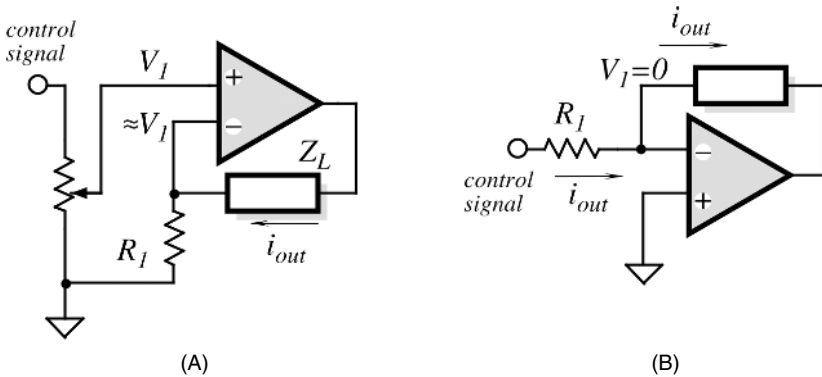 control
signal
V1
+
≈V1
−
ZL
R1
iout
(A)
iout
V1=0
R1
−
control
signal
iout
+
(B)